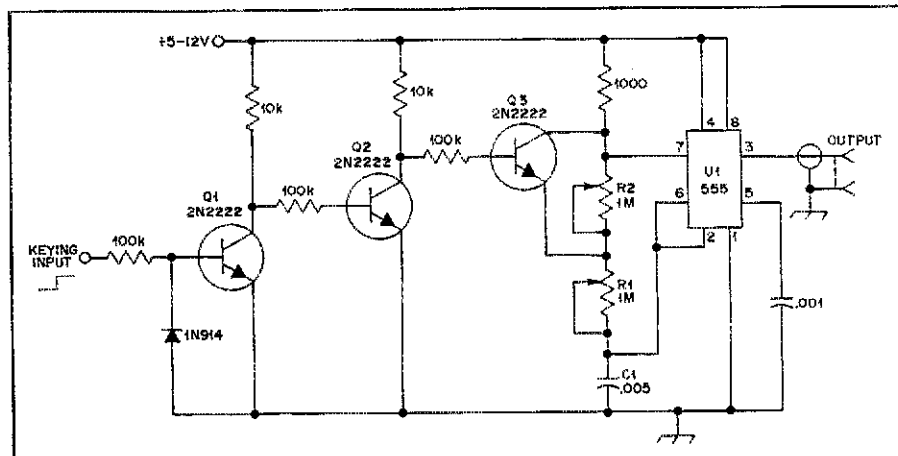 +5-12V
10k
10k
1000
Q3
2N2222
4
8
OUTPUT
100k
7
3
Q2
2N2222
U1
555
R2
1M
Q1
2N2222
100k
6
5
2
1
KEYING
INPUT
100k
R1
1M
.001
1N914
C1
.005